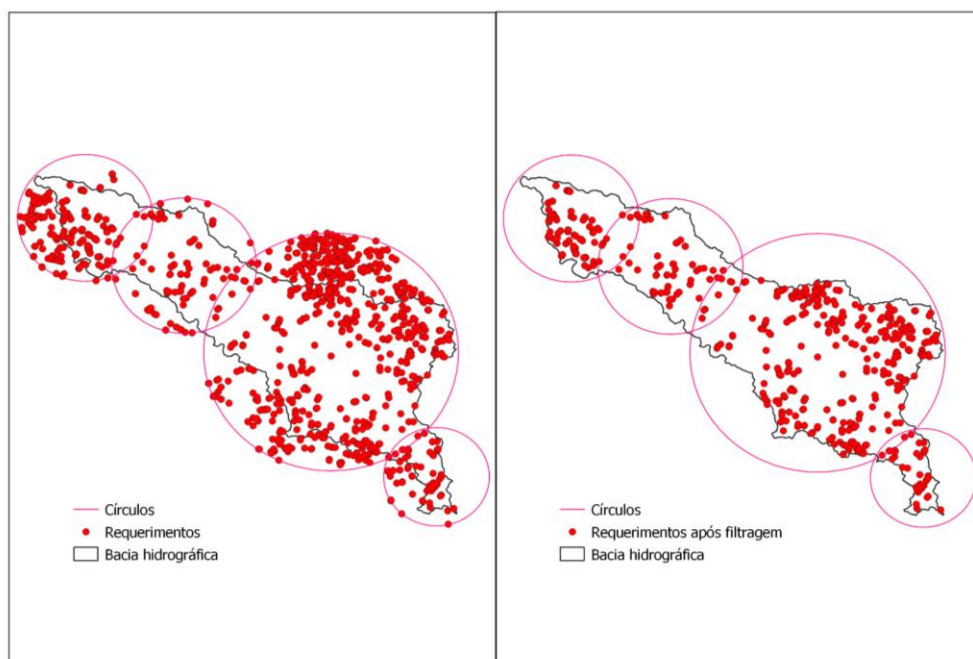 Círculos
Requerimentos
Bacia hidrográfica
Círculos
Requerimentos após filtragem
Bacia hidrográfica